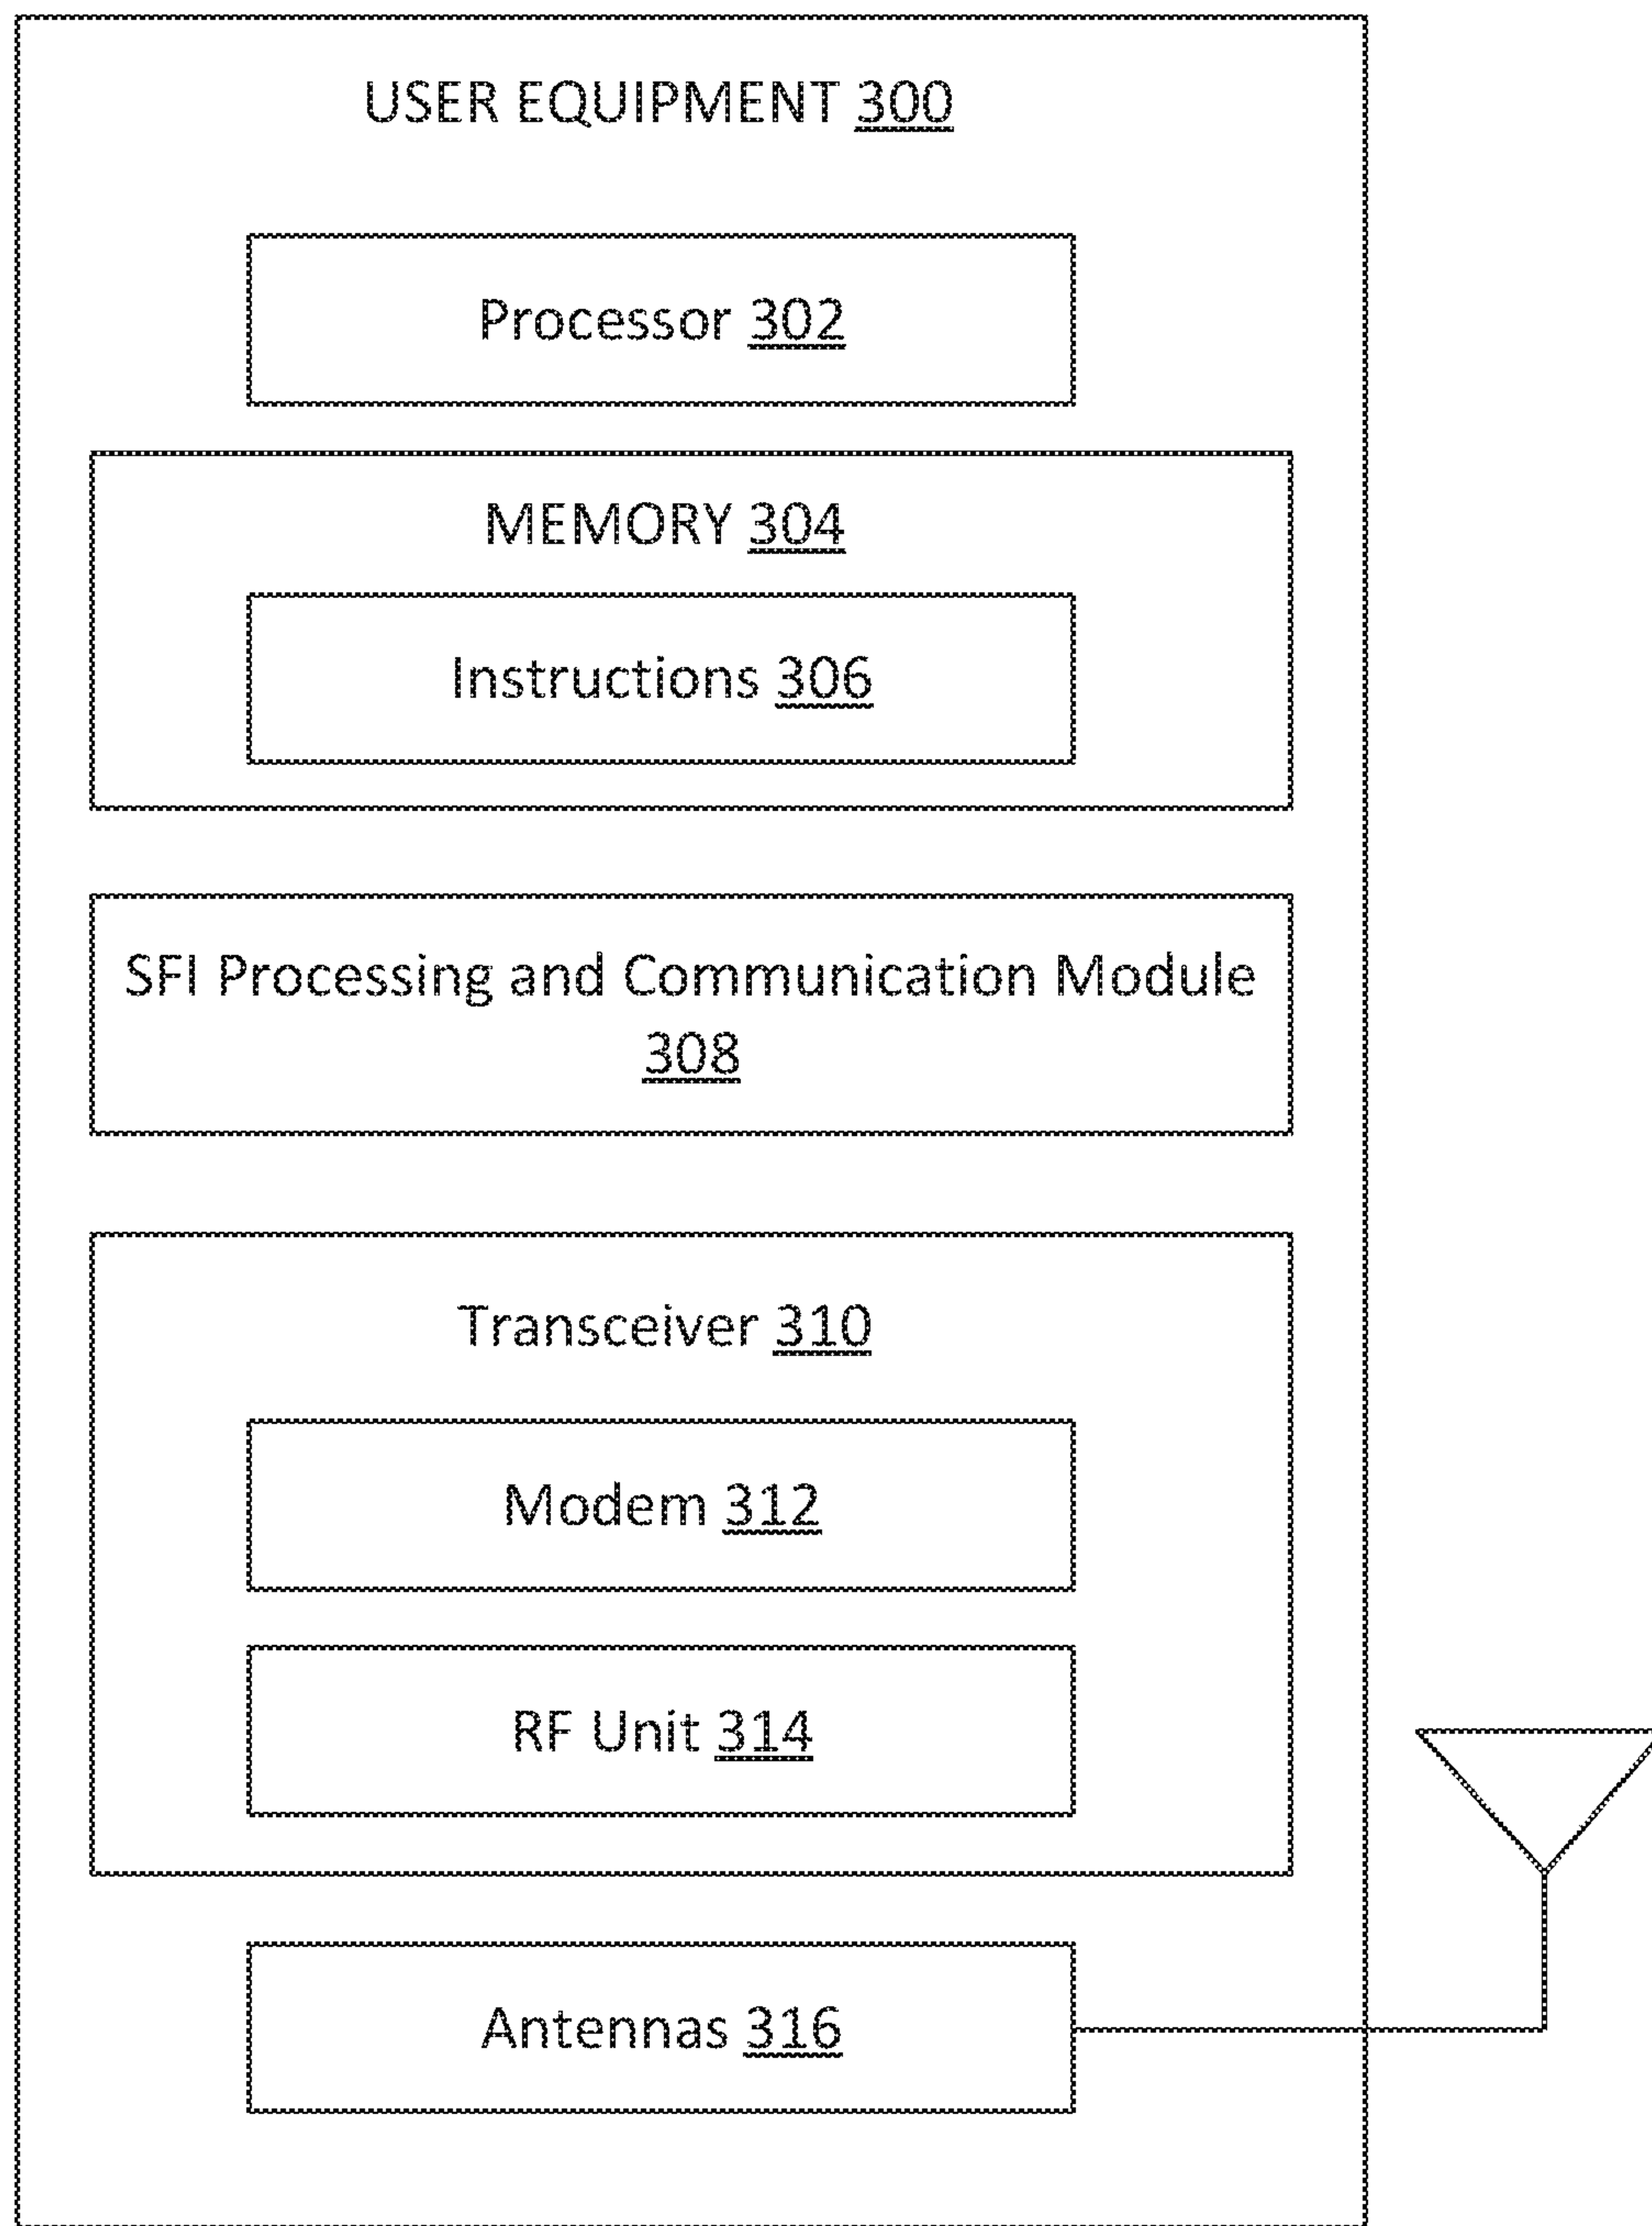 USER EQUIPMENT 300
Processor 302
MEMORY 304
Instructions 306
SFI Processing and Communication Module
308
Transceiver 310
Modem 312
RF Unit 314
Antennas 316